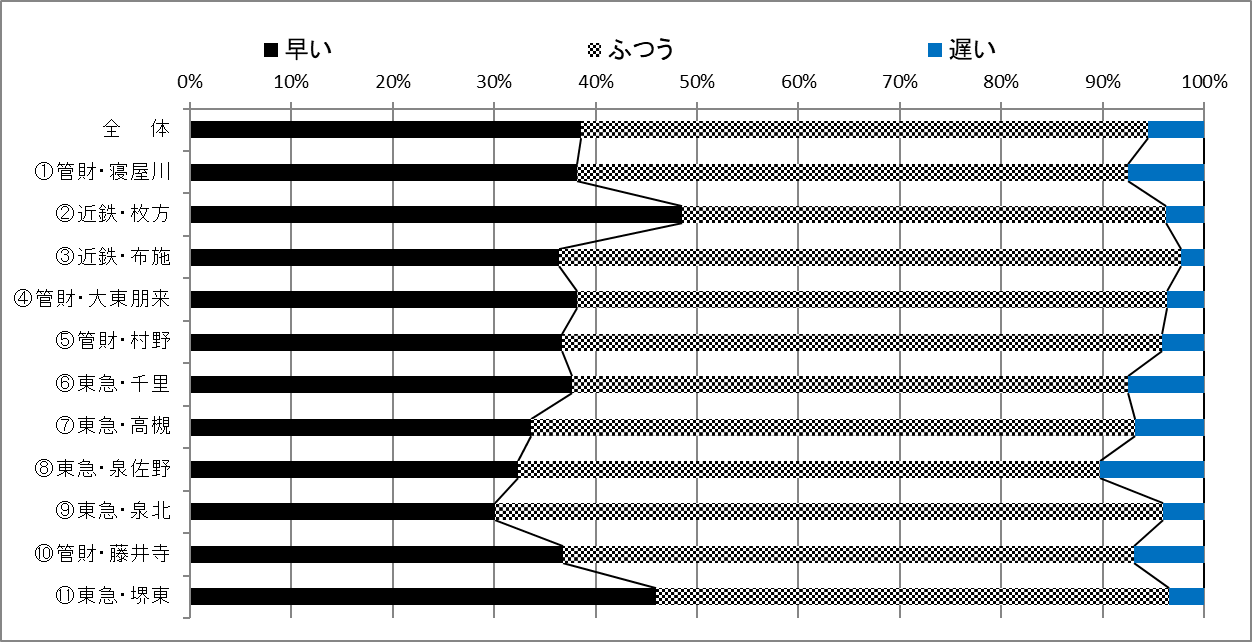 早い ふつう 遅い
0% 10% 20% 30% 40% 50% 60% 70% 80% 90% 100%
全 体
①管財・寝屋川
②近鉄・枚方
③近鉄・布施
④管財・大東朋来
⑤管財・村野
⑥東急・千里
⑦東急・高槻
⑧東急・泉佐野
⑨東急・泉北
⑩管財・藤井寺
⑪東急・堺東